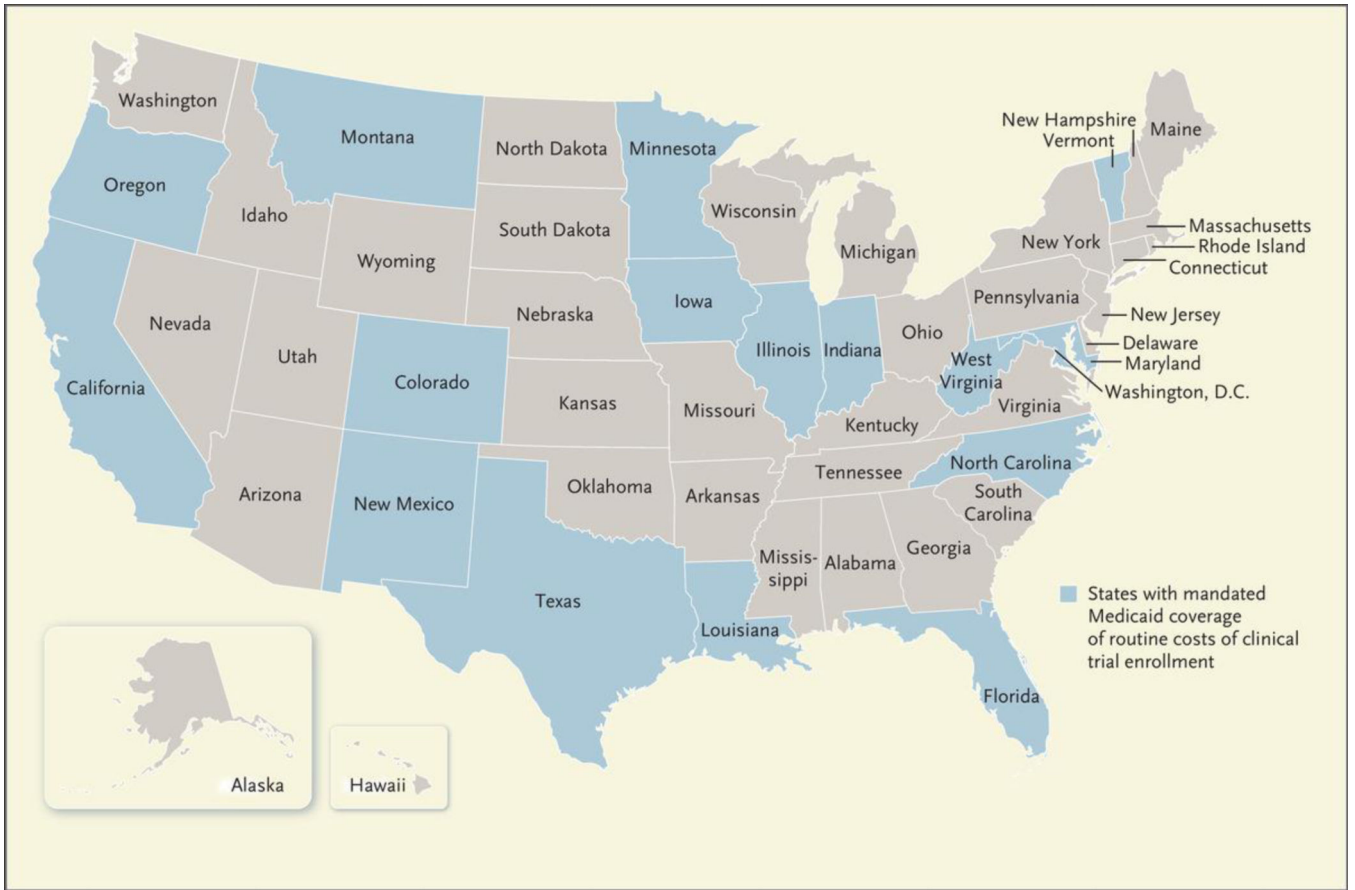 Washington
Montana
North Dakota
Minnesota
New Hampshire
Vermont
Maine
Oregon
Idaho
Wyoming
South Dakota
Wisconsin
Michigan
New York
Massachusetts
Rhode Island
Connecticut
Nevada
Utah
Colorado
Nebraska
Iowa
Illinois
Indiana
Ohio
Pennsylvania
New Jersey
Delaware
Maryland
Washington, D.C.
California
Kansas
Missouri
Kentucky
West
Virginia
Virginia
Arizona
New Mexico
Oklahoma
Arkansas
Tennessee
North Carolina
South
Carolina
Texas
Louisiana
Missis-
sippi
Alabama
Georgia
Florida
Alaska
Hawaii
States with mandated
Medicaid coverage
of routine costs of clinical
trial enrollment